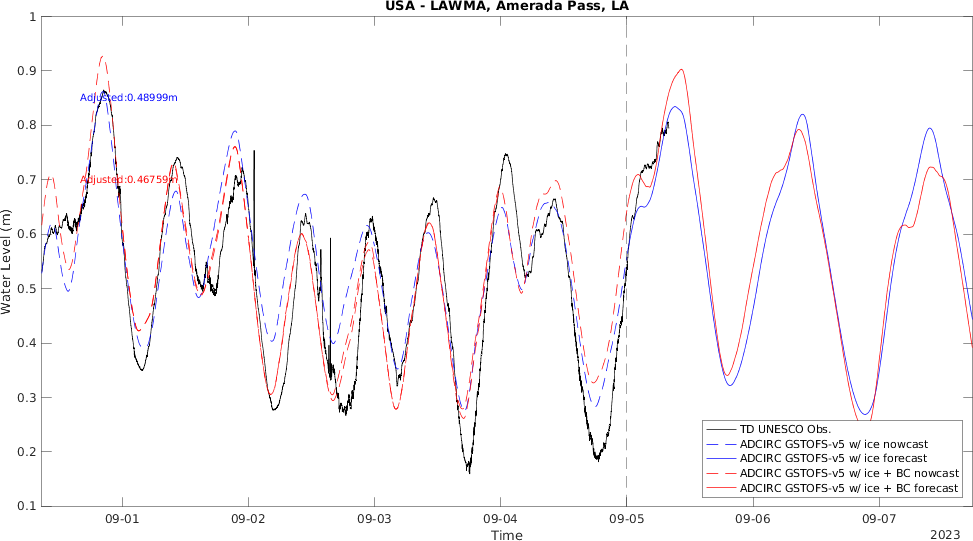 USA - LAWMA, Amerada Pass, LA
1
0.9
0.8
0.7
0.6
0.5
0.4
0.3
0.2
0.1
Water Level (m)
Adjusted:0.48999m
Adjusted:0.46759m
TD UNESCO Obs.
ADCIRC GSTOFS-v5 w/ ice nowcast
ADCIRC GSTOFS-v5 w/ ice forecast
ADCIRC GSTOFS-v5 w/ ice + BC nowcast
ADCIRC GSTOFS-v5 w/ ice + BC forecast
09-01 09-02 09-03 09-04 09-05 09-06 09-07
Time
2023